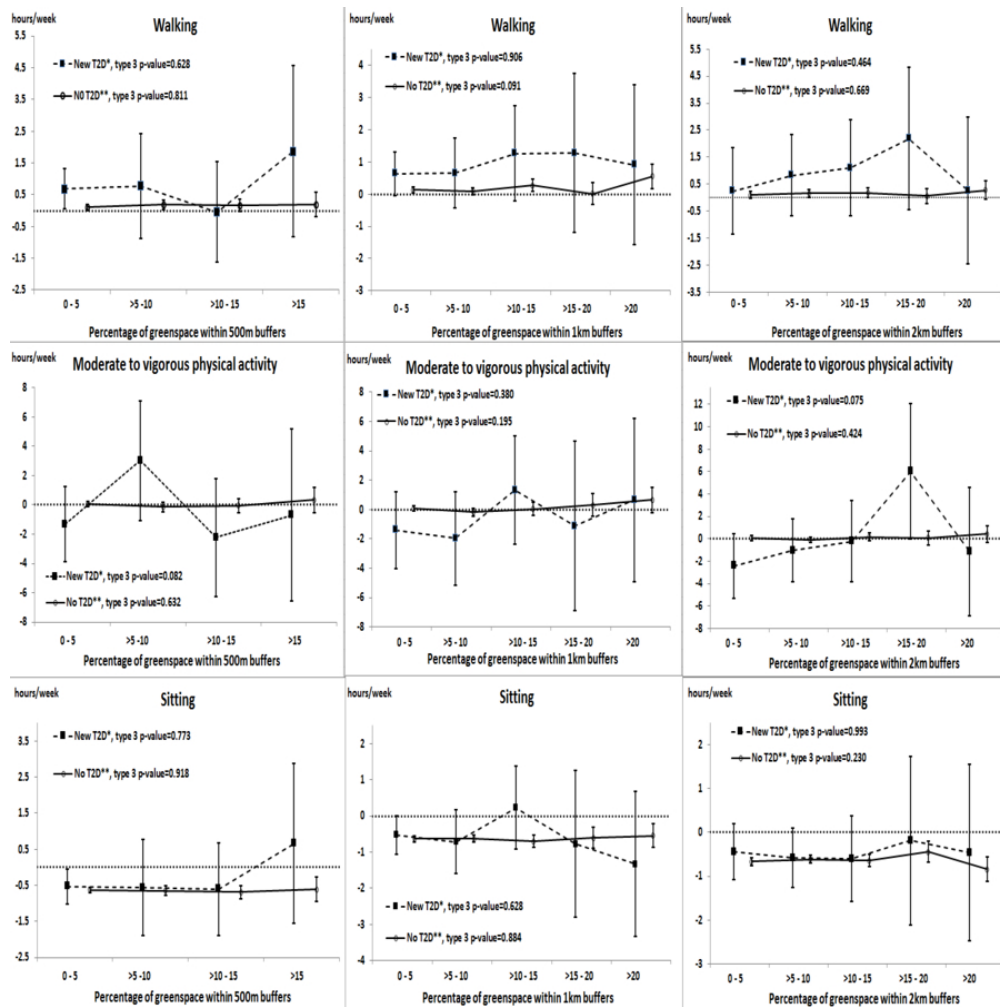 hours/week
Walking
New T2D*, type 3 p-value=0.628
N0 T2D**, type 3 p-value=0.811
5.5
4.5
3.5
2.5
1.5
0.5
-0.5
-1.5
-2.5
0 - 5
>5 - 10
>10 - 15
>15
Percentage of greenspace within 500m buffers
hours/week
Walking
New T2D*, type 3 p-value=0.906
No T2D**, type 3 p-value=0.091
5
4
3
2
1
0
-1
-2
-3
0 - 5
>5 - 10
>10 - 15
>15 - 20
>20
Percentage of greenspace within 1km buffers
hours/week
Walking
New T2D*, type 3 p-value=0.464
No T2D**, type 3 p-value=0.669
5.5
4.5
3.5
2.5
1.5
0.5
-0.5
-1.5
-2.5
-3.5
0 - 5
>5 - 10
>10 - 15
>15 - 20
>20
Percentage of greenspace within 2km buffers
hours/week
Moderate to vigorous physical activity
8
6
4
2
0
-2
-4
-6
-8
New T2D*, type 3 p-value=0.082
No T2D**, type 3 p-value=0.632
0 - 5
>5 - 10
>10 - 15
>15
Percentage of greenspace within 500m buffers
hours/week
Moderate to vigorous physical activity
New T2D*, type 3 p-value=0.380
No T2D**, type 3 p-value=0.195
8
6
4
2
0
-2
-4
-6
-8
0 - 5
>5 - 10
>10 - 15
>15 - 20
>20
Percentage of greenspace within 1km buffers
hours/week
Moderate to vigorous physical activity
New T2D*, type 3 p-value=0.075
No T2D**, type 3 p-value=0.424
12
10
8
6
4
2
0
-2
-4
-6
-8
0 - 5
>5 - 10
>10 - 15
>15 - 20
>20
Percentage of greenspace within 2km buffers
hours/week
Sitting
New T2D*, type 3 p-value=0.773
No T2D**, type 3 p-value=0.918
3.5
2.5
1.5
0.5
-0.5
-1.5
-2.5
0 - 5
>5 - 10
>10 - 15
>15
Percentage of greenspace within 500m buffers
hours/week
Sitting
2
1
0
-1
-2
-3
-4
New T2D*, type 3 p-value=0.628
No T2D**, type 3 p-value=0.884
0 - 5
>5 - 10
>10 - 15
>15 - 20
>20
Percentage of greenspace within 1km buffers
hours/week
Sitting
New T2D*, type 3 p-value=0.993
No T2D**, type 3 p-value=0.230
2
1
0
-1
-2
-3
0 - 5
>5 - 10
>10 - 15
>15 - 20
>20
Percentage of greenspace within 2km buffers